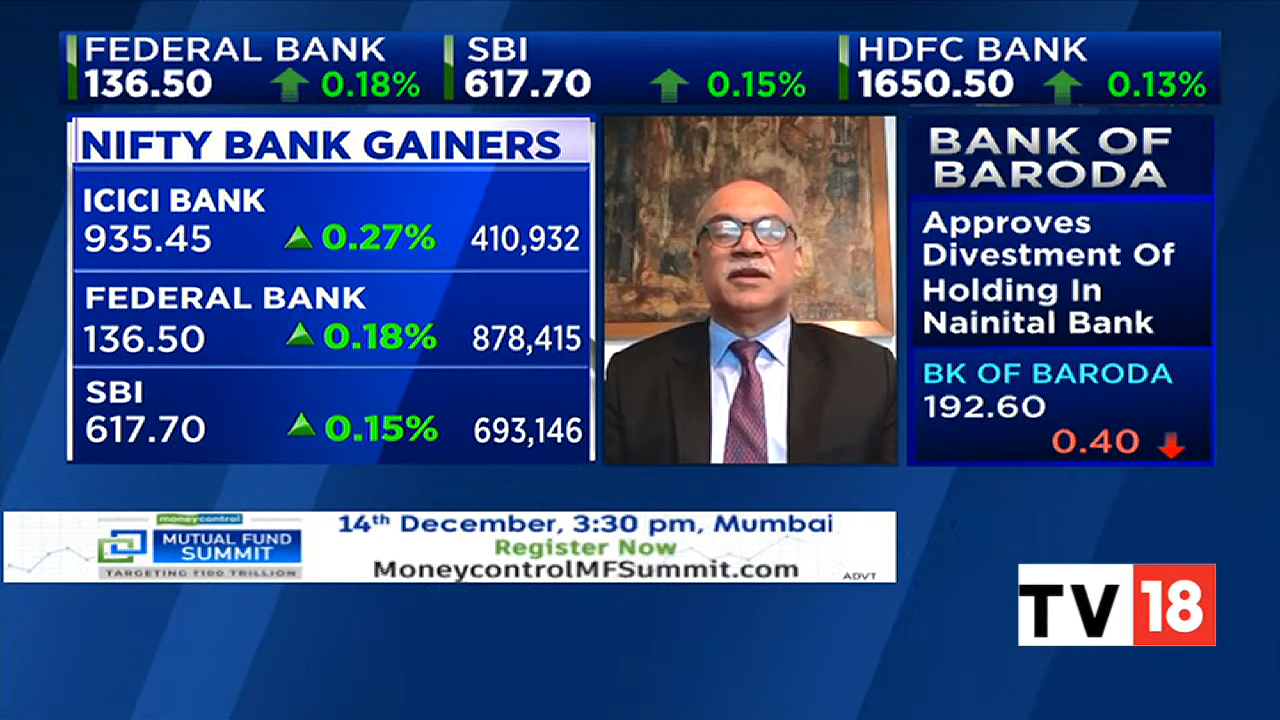 FEDERAL BANK
136.50 0.18%
SBI
617.70 0.15%
HDFC BANK
1650.50 0.13%
NIFTY BANK GAINERS
ICICI BANK
935.45 0.27% 410,932
FEDERAL BANK
136.50 0.18% 878,415
SBI
617.70 0.15% 693,146
BANK OF
BARODA
Approves
Divestment Of
Holding In
Nainital Bank
BK OF BARODA
192.60
0.40
moneycontrol
MUTUAL FUND
SUMMIT
TARGETING ₹100 TRILLION
14th December, 3:30 pm, Mumbai
Register Now
MoneycontrolMFSummit.com
ADVT
TV18